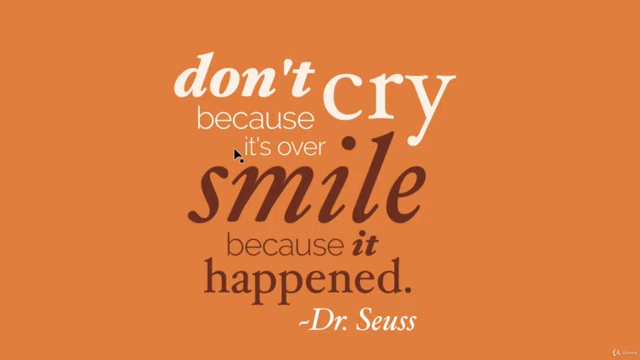 don't cry
because
it's over
smile
because it
happened.
~Dr. Seuss